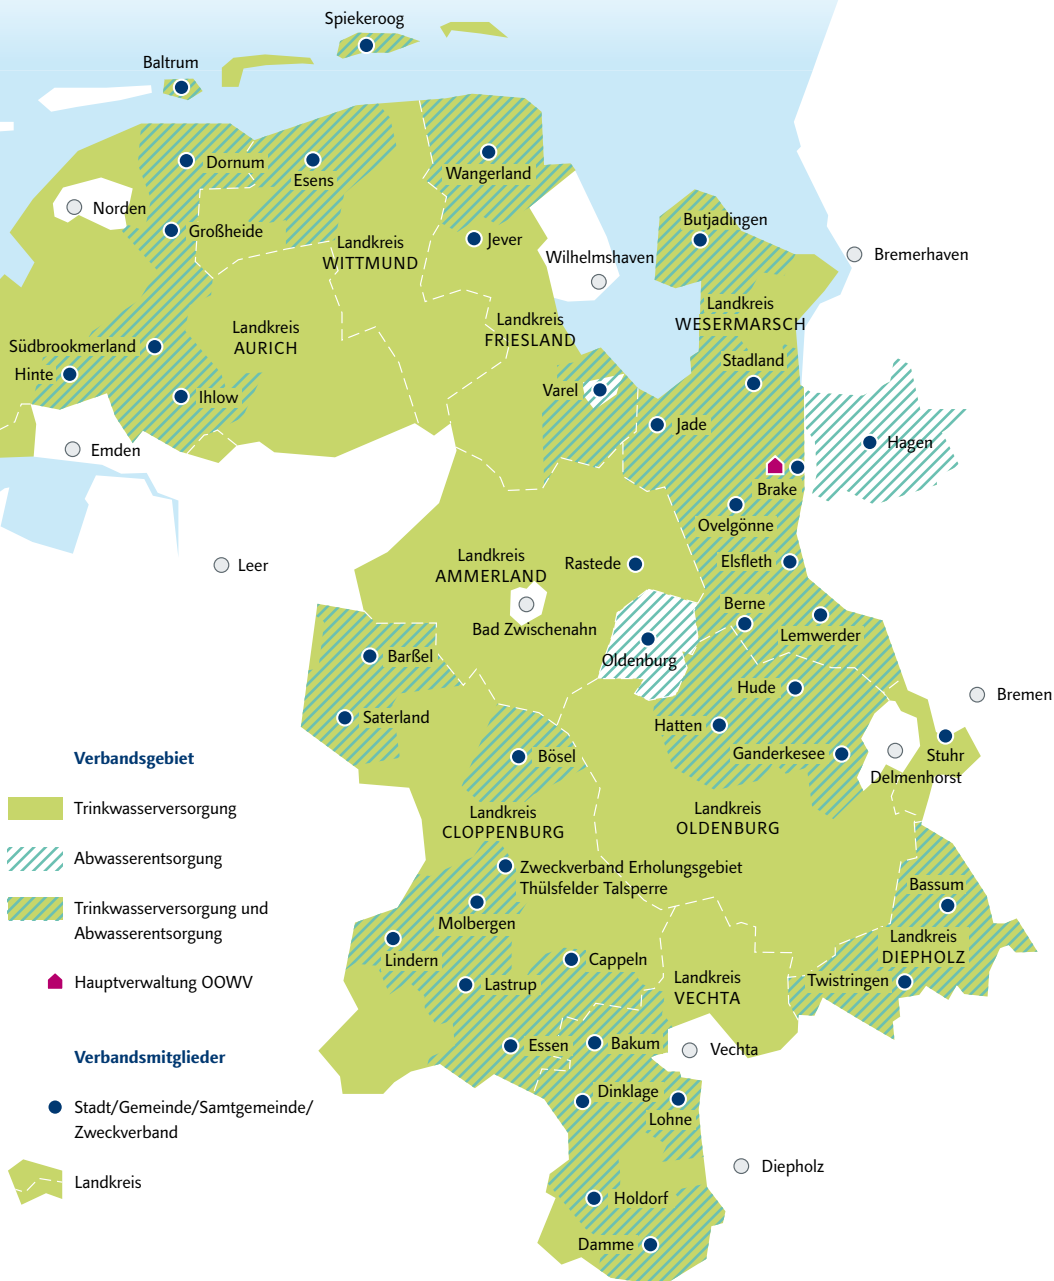 Spiekeroog
Baltrum
Dornum
Esens
Wangerland
Norden
Großheide
Jever
Butjadingen
Landkreis
WITTMUND
Wilhelmshaven
Bremerhaven
Landkreis
WESERMARSCH
Landkreis
AURICH
Landkreis
FRIESLAND
Südbrookmerland
Stadland
Hinte
Ihlow
Varel
Jade
Emden
Hagen
Brake
Ovelgönne
Leer
Landkreis
AMMERLAND
Rastede
Elsfleth
Berne
Bad Zwischenahn
Lemwerder
Barßel
Oldenburg
Hude
Bremen
Saterland
Hatten
Ganderkesee
Stuhr
Bösel
Delmenhorst
Landkreis
CLOPPENBURG
Landkreis
OLDENBURG
Zweckverband Erholungsgebiet
Thülsfelder Talsperre
Bassum
Molbergen
Landkreis
DIEPHOLZ
Lindern
Cappeln
Landkreis
VECHTA
Twistringen
Lastrup
Essen
Bakum
Vechta
Dinklage
Lohne
Diepholz
Holdorf
Damme
Verbandsgebiet
Trinkwasserversorgung
Abwasserentsorgung
Trinkwasserversorgung und
Abwasserentsorgung
Hauptverwaltung OOWV
Verbandsmitglieder
Stadt/Gemeinde/Samtgemeinde/
Zweckverband
Landkreis